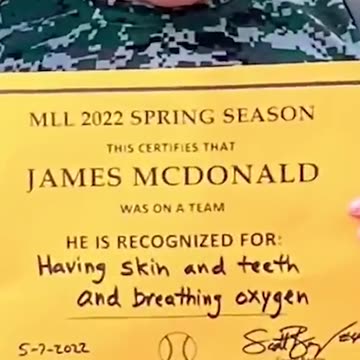 MLL 2022 SPRING SEASON
THIS CERTIFIES THAT
JAMES MCDONALD
WAS ON A TEAM
HE IS RECOGNIZED FOR:
Having skin and teeth
and breathing oxygen
5-7-2022